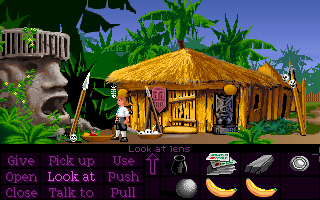 Look at lens
Give Pick up Use
Open Look at Push
Close Talk to Pull